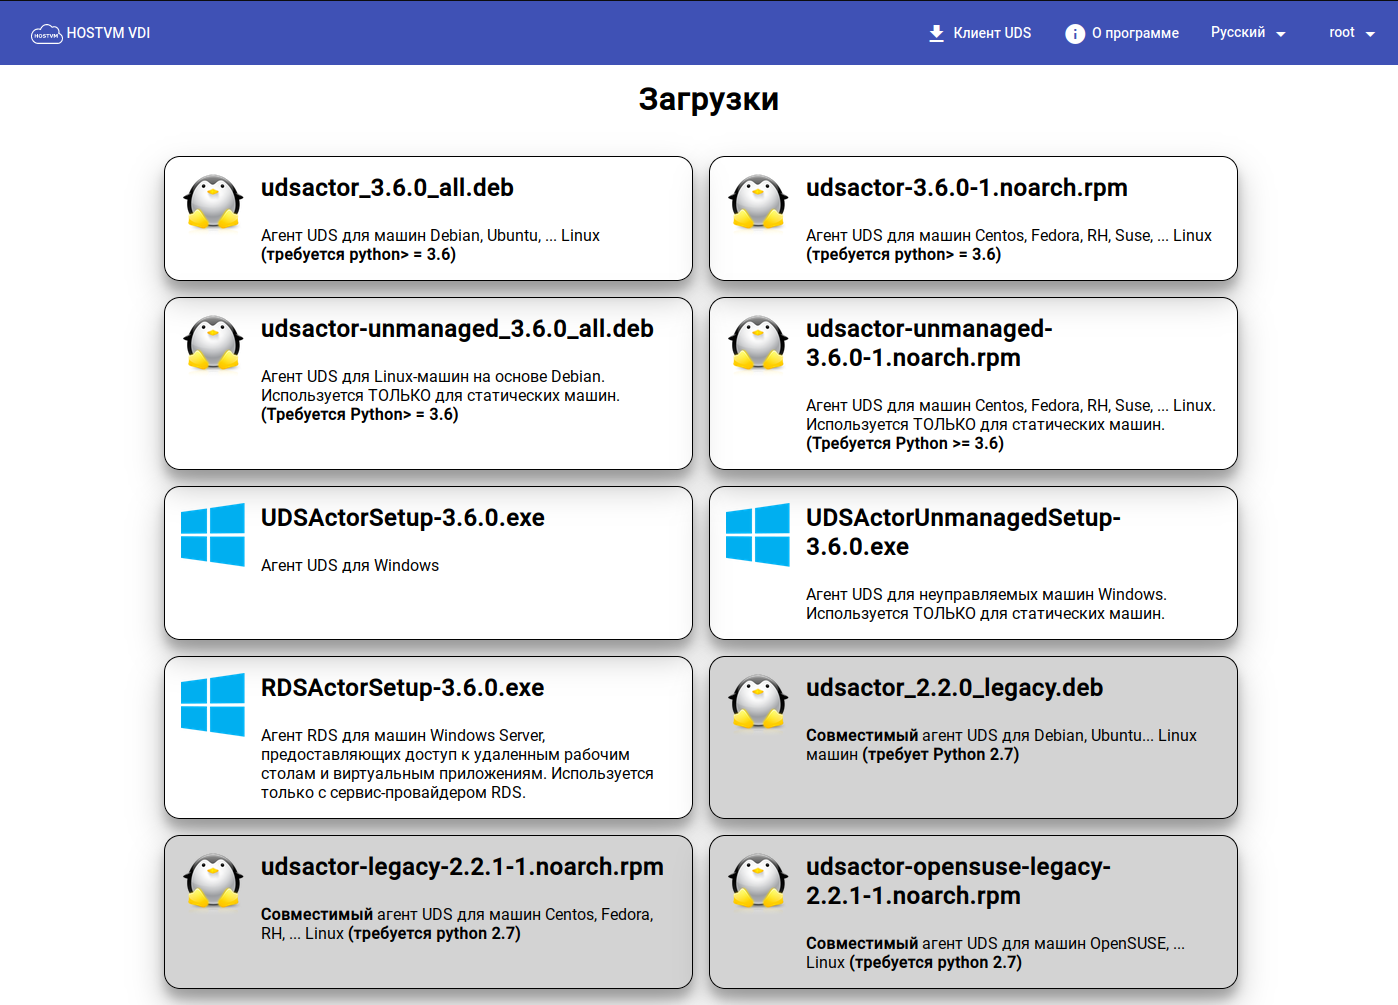 HOSTVM
HOSTVM VDI
Клиент UDS
О программе
Русский
root
Загрузки
udsactor_3.6.0_all.deb
Агент UDS для машин Debian, Ubuntu, ... Linux
(требуется python> = 3.6)
udsactor-3.6.0-1.noarch.rpm
Агент UDS для машин Centos, Fedora, RH, Suse, ... Linux
(требуется python> = 3.6)
udsactor-unmanaged_3.6.0_all.deb
Агент UDS для Linux-машин на основе Debian.
Используется ТОЛЬКО для статических машин.
(Требуется Python> = 3.6)
udsactor-unmanaged-
3.6.0-1.noarch.rpm
Агент UDS для машин Centos, Fedora, RH, Suse, ... Linux.
Используется ТОЛЬКО для статических машин.
(Требуется Python >= 3.6)
UDSActorSetup-3.6.0.exe
Агент UDS для Windows
UDSActorUnmanagedSetup-
3.6.0.exe
Агент UDS для неуправляемых машин Windows.
Используется ТОЛЬКО для статических машин.
RDSActorSetup-3.6.0.exe
Агент RDS для машин Windows Server,
предоставляющих доступ к удаленным рабочим
столам и виртуальным приложениям. Используется
только с сервис-провайдером RDS.
udsactor_2.2.0_legacy.deb
Совместимый агент UDS для Debian, Ubuntu... Linux
машин (требует Python 2.7)
udsactor-legacy-2.2.1-1.noarch.rpm
Совместимый агент UDS для машин Centos, Fedora,
RH, ... Linux (требуется python 2.7)
udsactor-opensuse-legacy-
2.2.1-1.noarch.rpm
Совместимый агент UDS для машин OpenSUSE, ...
Linux (требуется python 2.7)